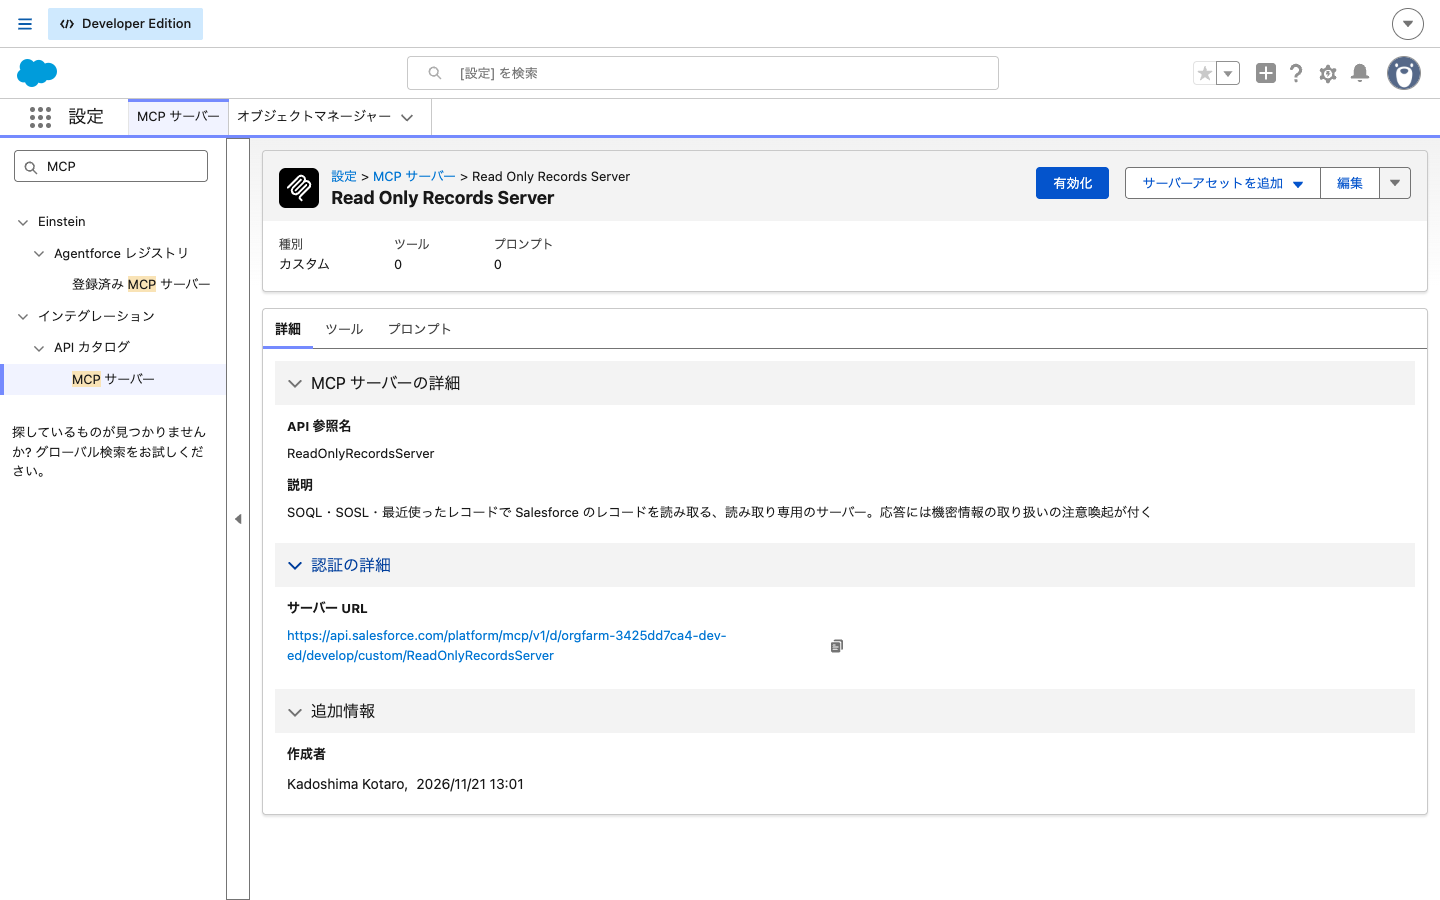 Developer Edition
[設定] を検索
設定
MCP サーバー
オブジェクトマネージャー
MCP
Einstein
Agentforce レジストリ
登録済み MCP サーバー
インテグレーション
API カタログ
MCP サーバー
探しているものが見つかりませんか? グローバル検索をお試しください。
設定 > MCP サーバー > Read Only Records Server
Read Only Records Server
有効化
サーバーアセットを追加
編集
種別
カスタム
ツール
0
プロンプト
0
詳細
ツール
プロンプト
MCP サーバーの詳細
API 参照名
ReadOnlyRecordsServer
説明
SOQL・SOSL・最近使ったレコードで Salesforce のレコードを読み取る、読み取り専用のサーバー。応答には機密情報の取り扱いの注意喚起が付く
認証の詳細
サーバー URL
https://api.salesforce.com/platform/mcp/v1/d/orgfarm-3425dd7ca4-dev-
ed/develop/custom/ReadOnlyRecordsServer
追加情報
作成者
Kadoshima Kotaro, 2026/11/21 13:01